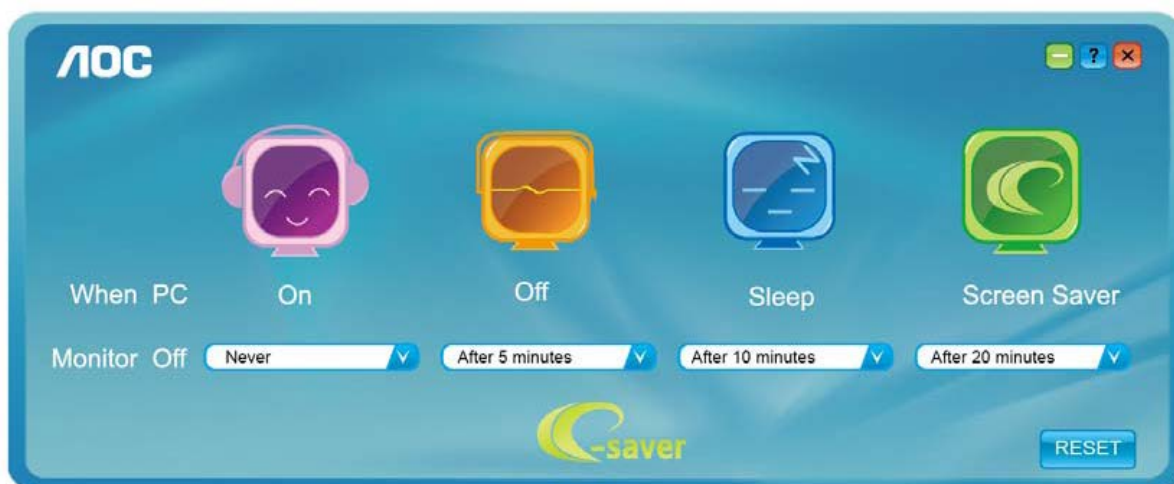 AOC
?
When PC On Off Sleep Screen Saver
Monitor Off Never After 5 minutes After 10 minutes After 20 minutes
e-saver
RESET